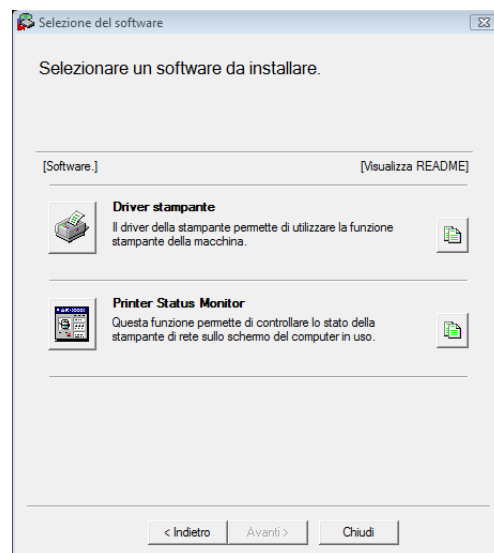 Selezione del software
Selezionare un software da installare.
[Software.] [Visualizza README]
Driver stampante
Il driver della stampante permette di utilizzare la funzione
stampante della macchina.
Printer Status Monitor
Questa funzione permette di controllare lo stato della
stampante di rete sullo schermo del computer in uso.
< Indietro Avanti > Chiudi